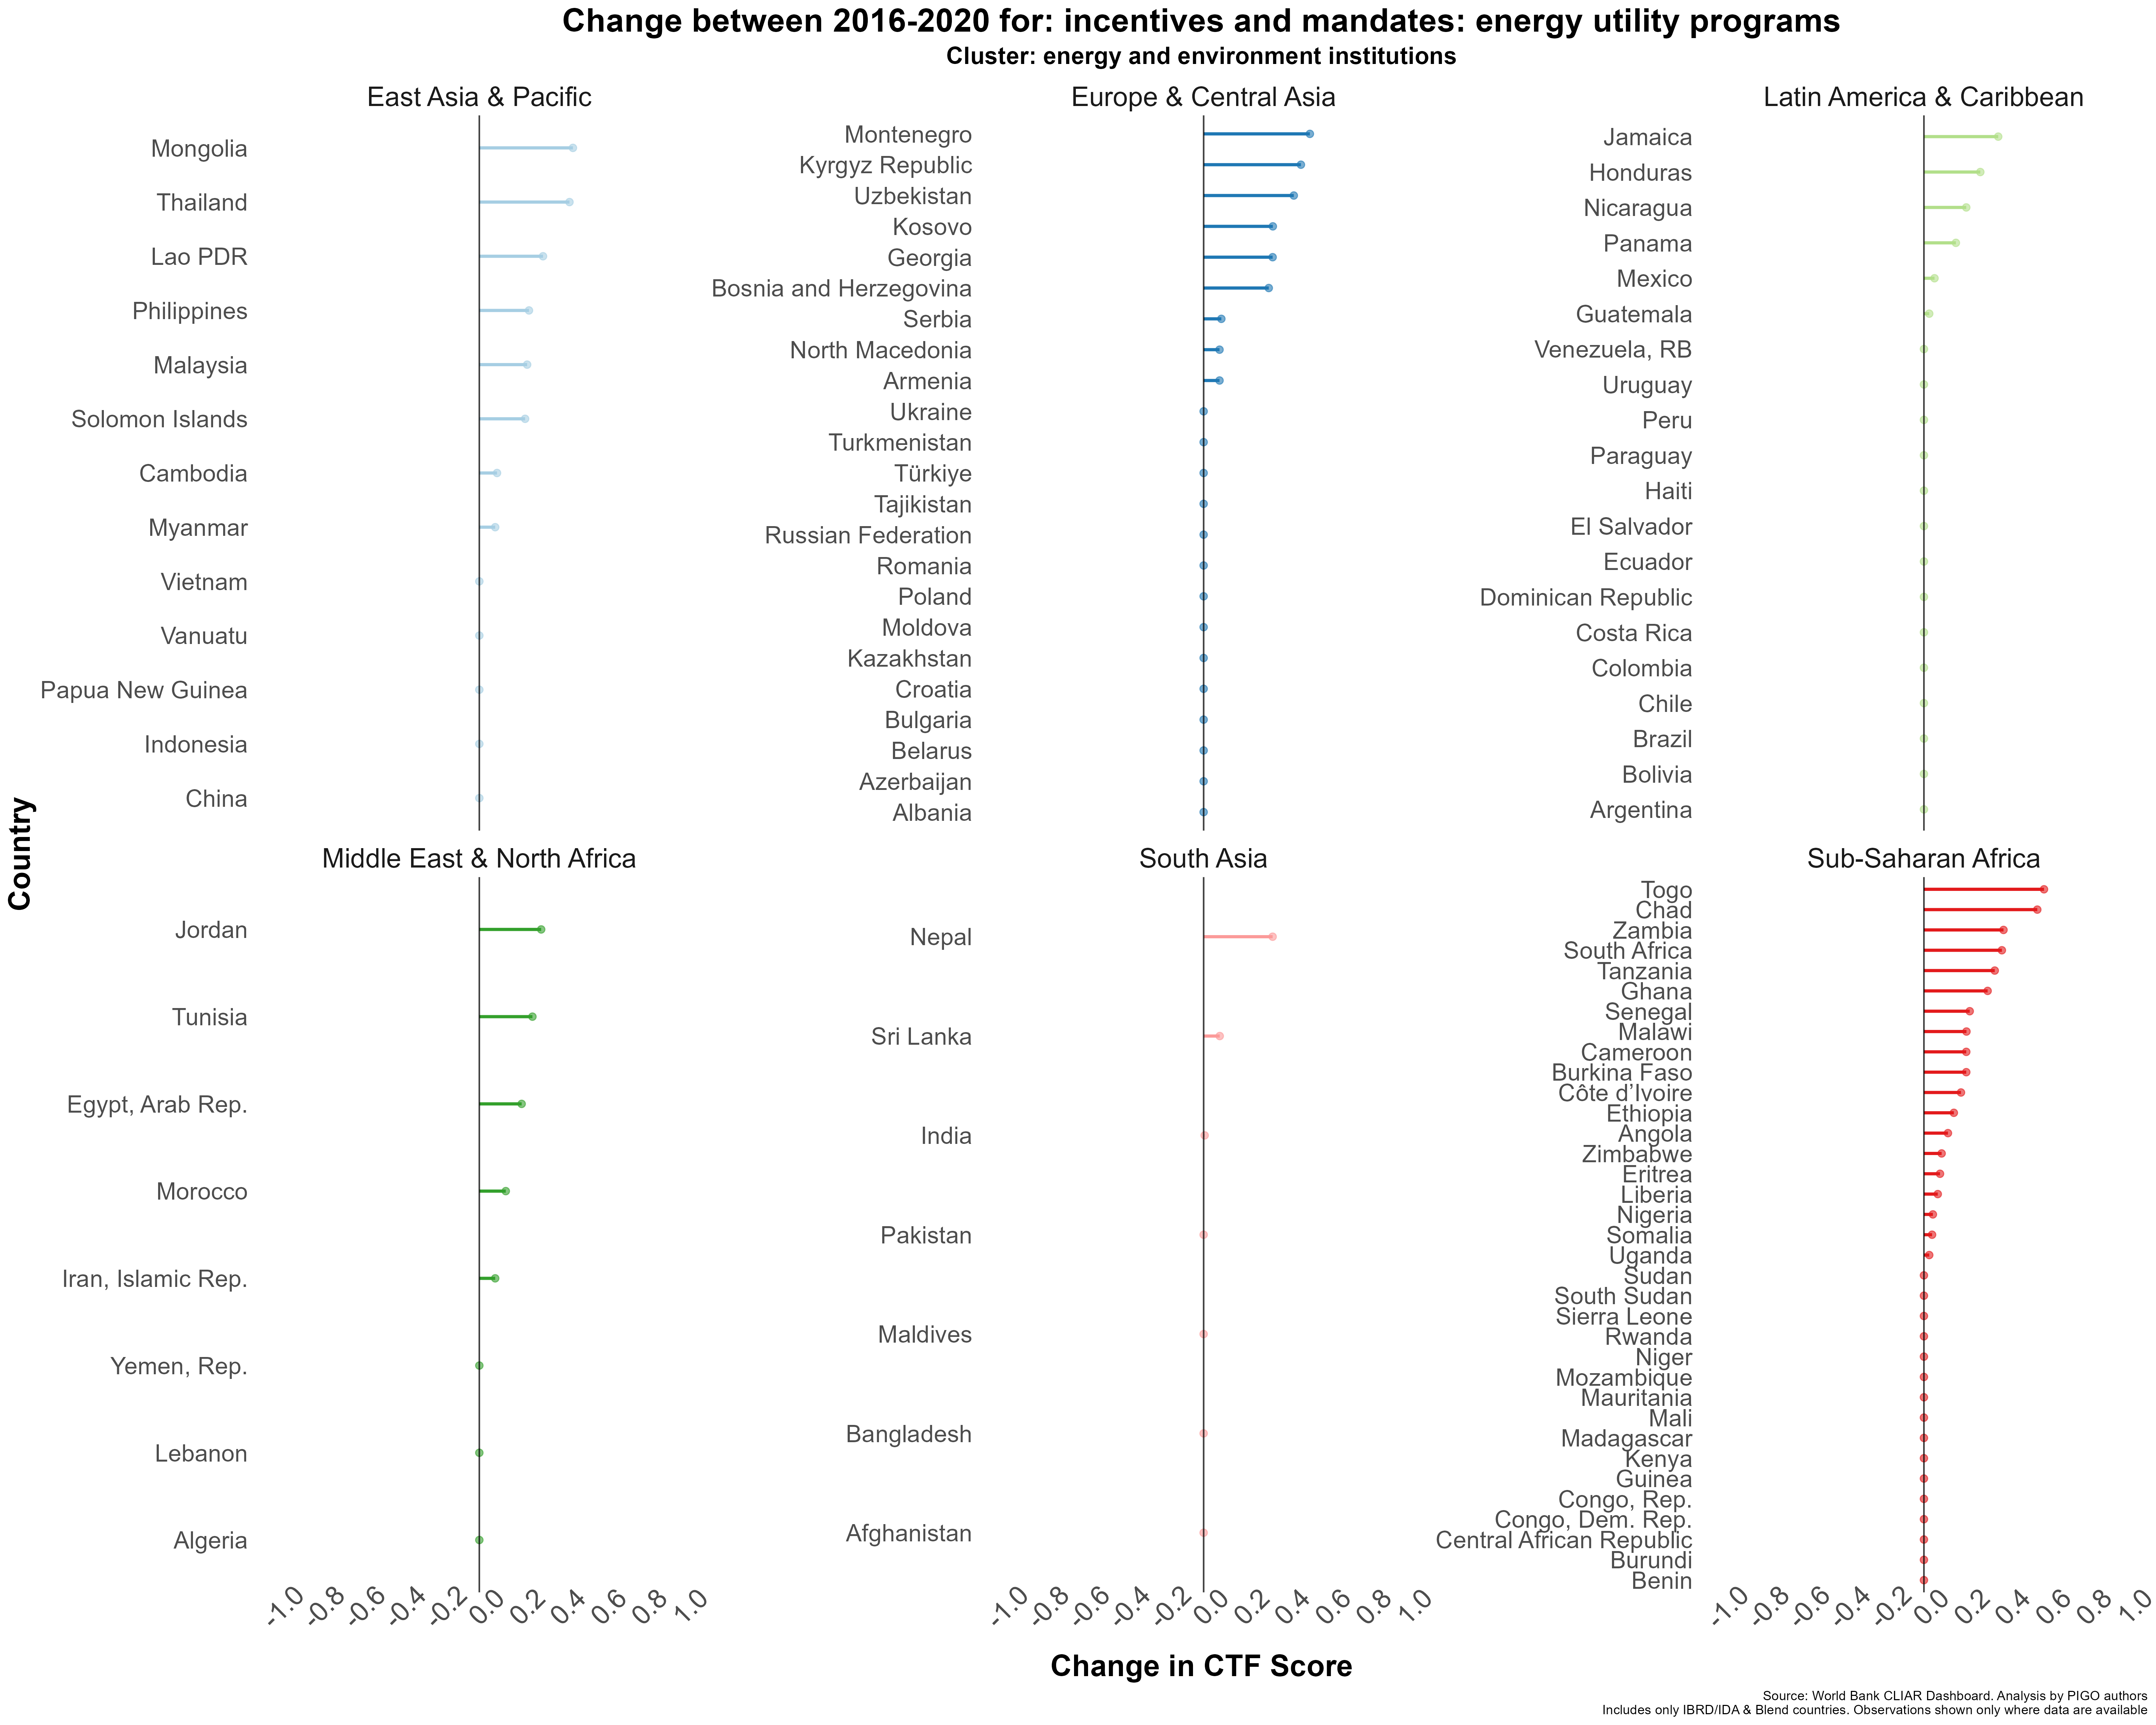 Change between 2016-2020 for: incentives and mandates: energy utility programs
Cluster: energy and environment institutions
East Asia & Pacific
Mongolia
Thailand
Lao PDR
Philippines
Malaysia
Solomon Islands
Cambodia
Myanmar
Vietnam
Vanuatu
Papua New Guinea
Indonesia
China
Europe & Central Asia
Montenegro
Kyrgyz Republic
Uzbekistan
Kosovo
Georgia
Bosnia and Herzegovina
Serbia
North Macedonia
Armenia
Ukraine
Turkmenistan
Türkiye
Tajikistan
Russian Federation
Romania
Poland
Moldova
Kazakhstan
Croatia
Bulgaria
Belarus
Azerbaijan
Albania
Latin America & Caribbean
Jamaica
Honduras
Nicaragua
Panama
Mexico
Guatemala
Venezuela, RB
Uruguay
Peru
Paraguay
Haiti
El Salvador
Ecuador
Dominican Republic
Costa Rica
Colombia
Chile
Brazil
Bolivia
Argentina
Country
Middle East & North Africa
Jordan
Tunisia
Egypt, Arab Rep.
Morocco
Iran, Islamic Rep.
Yemen, Rep.
Lebanon
Algeria
-1.0 -0.8 -0.6 -0.4 -0.2 0.0 0.2 0.4 0.6 0.8 1.0
South Asia
Nepal
Sri Lanka
India
Pakistan
Maldives
Bangladesh
Afghanistan
-1.0 -0.8 -0.6 -0.4 -0.2 0.0 0.2 0.4 0.6 0.8 1.0
Sub-Saharan Africa
Togo
Chad
Zambia
South Africa
Tanzania
Ghana
Senegal
Malawi
Cameroon
Burkina Faso
Côte d’Ivoire
Ethiopia
Angola
Zimbabwe
Eritrea
Liberia
Nigeria
Somalia
Uganda
Sudan
South Sudan
Sierra Leone
Rwanda
Niger
Mozambique
Mauritania
Mali
Madagascar
Kenya
Guinea
Congo, Rep.
Congo, Dem. Rep.
Central African Republic
Burundi
Benin
-1.0 -0.8 -0.6 -0.4 -0.2 0.0 0.2 0.4 0.6 0.8 1.0
Change in CTF Score
Source: World Bank CLIAR Dashboard. Analysis by PIGO authors
Includes only IBRD/IDA & Blend countries. Observations shown only where data are available